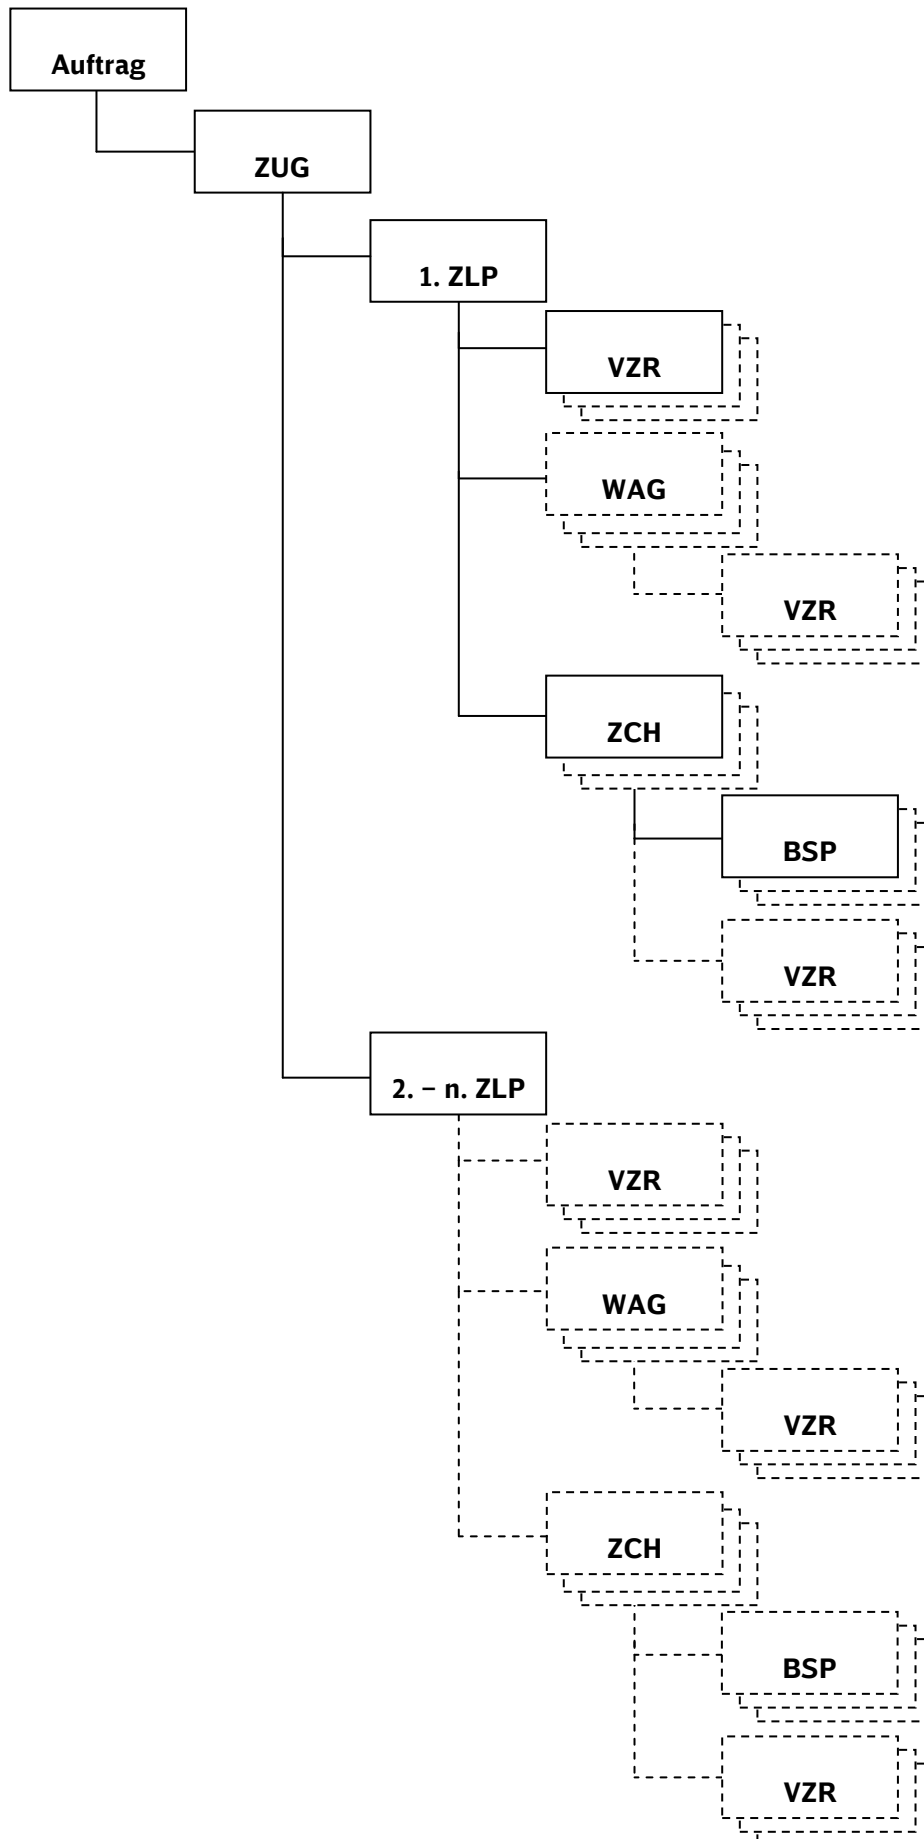 Auftrag
ZUG
1. ZLP
VZR
WAG
VZR
ZCH
BSP
VZR
2. – n. ZLP
VZR
WAG
VZR
ZCH
BSP
VZR